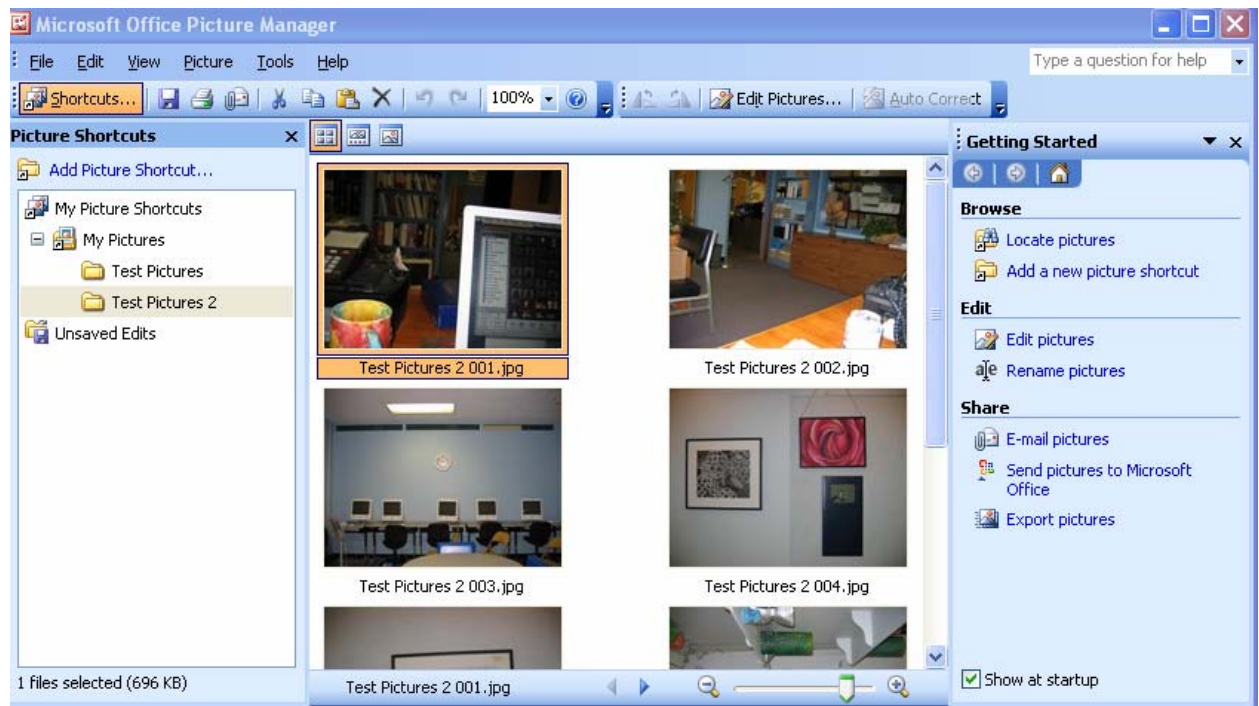 Microsoft Office Picture Manager
File Edit View Picture Tools Help
Type a question for help
Shortcuts... 100% Edit Pictures... Auto Correct
Picture Shortcuts
Add Picture Shortcut...
My Picture Shortcuts
My Pictures
Test Pictures
Test Pictures 2
Unsaved Edits
1 files selected (696 KB)
Test Pictures 2 001.jpg
Test Pictures 2 002.jpg
Test Pictures 2 003.jpg
Test Pictures 2 004.jpg
Test Pictures 2 001.jpg
Getting Started
Browse
Locate pictures
Add a new picture shortcut
Edit
Edit pictures
Rename pictures
Share
E-mail pictures
Send pictures to Microsoft
Office
Export pictures
Show at startup